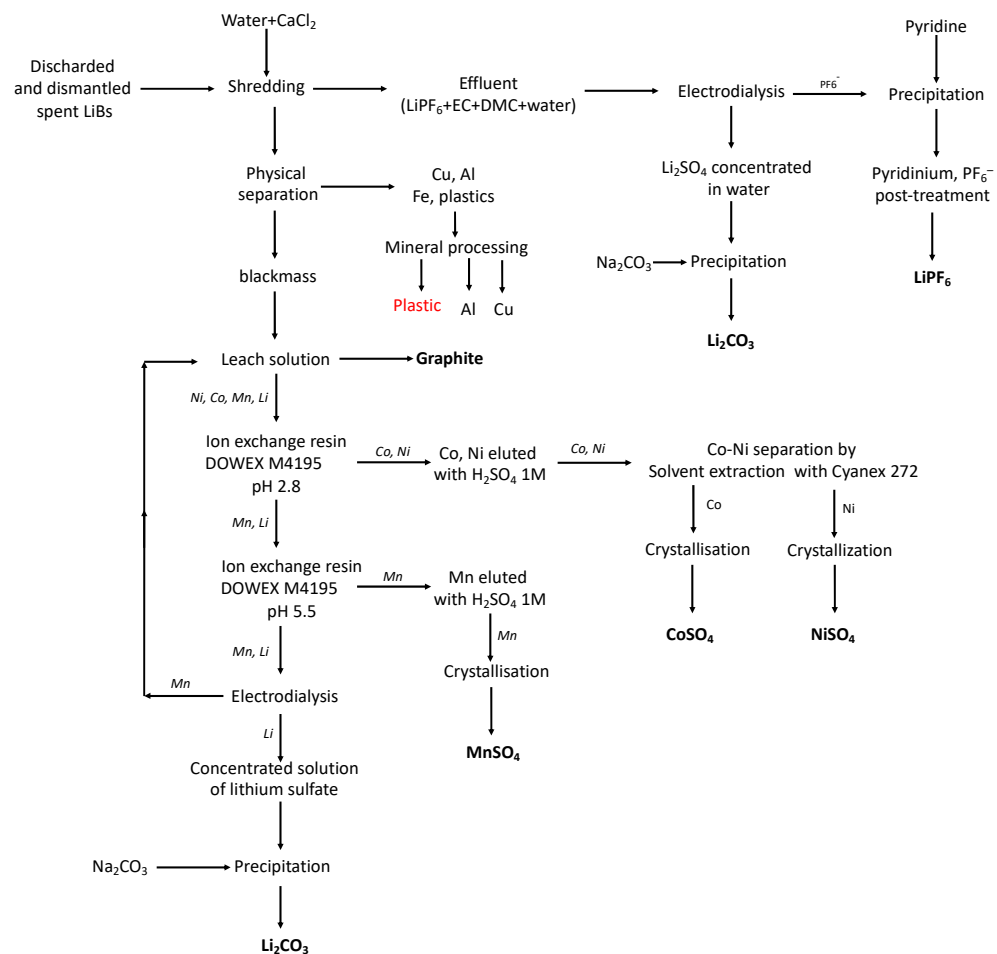 Water+CaCl₂
Pyridine
Discharded
and dismantled
spent LiBs
Shredding
Effluent
(LiPF₆+EC+DMC+water)
Electrodialysis
PF6⁻
Precipitation
Physical
separation
Cu, Al
Fe, plastics
Li₂SO₄ concentrated
in water
Pyridinium, PF₆⁻
post-treatment
Mineral processing
Na₂CO₃
Precipitation
blackmass
LiPF₆
Plastic
Al
Cu
Li₂CO₃
Leach solution
Graphite
Ni, Co, Mn, Li
Ion exchange resin
DOWEX M4195
pH 2.8
Co, Ni
Co, Ni eluted
with H₂SO₄ 1M
Co, Ni
Co-Ni separation by
Solvent extraction with Cyanex 272
Co
Ni
Mn, Li
Crystallisation
Crystallization
Ion exchange resin
DOWEX M4195
pH 5.5
Mn
Mn eluted
with H₂SO₄ 1M
CoSO₄
NiSO₄
Mn
Mn, Li
Crystallisation
Mn
Electrodialysis
Li
MnSO₄
Concentrated solution
of lithium sulfate
Na₂CO₃
Precipitation
Li₂CO₃